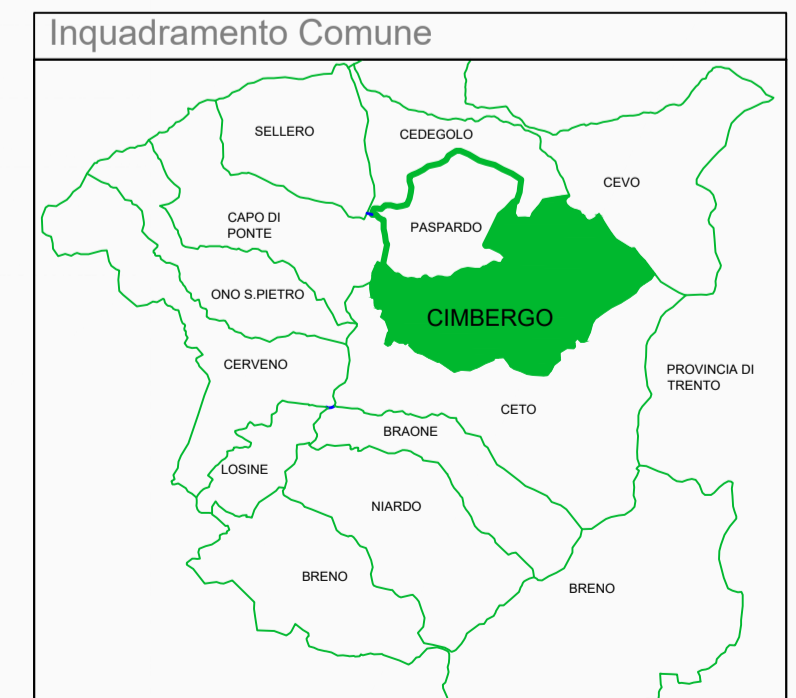 Inquadramento Comune
SELLERO
CEDEGOLO
CEVO
CAPO DI
PONTE
PASPARDO
ONO S.PIETRO
CIMBERGO
CERVENO
PROVINCIA DI
TRENTO
CETO
BRAONE
LOSINE
NIARDO
BRENO
BRENO